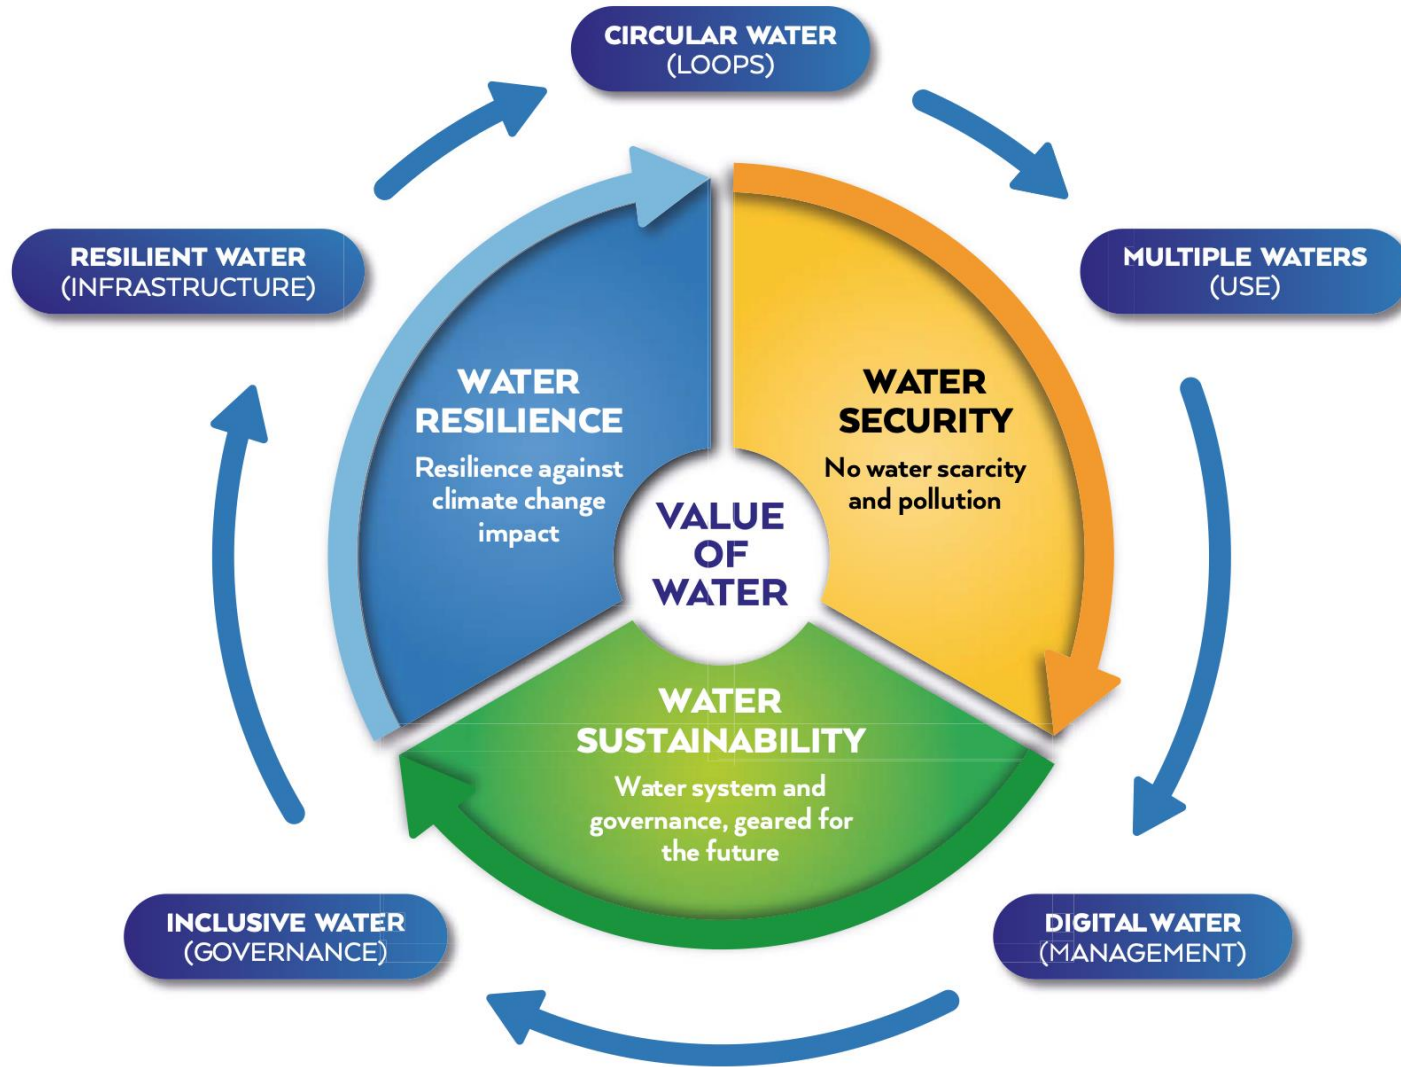 CIRCULAR WATER
(LOOPS)
RESILIENT WATER
(INFRASTRUCTURE)
MULTIPLE WATERS
(USE)
WATER
RESILIENCE
Resilience against
climate change
impact
WATER
SECURITY
No water scarcity
and pollution
VALUE
OF
WATER
WATER
SUSTAINABILITY
Water system and
governance, geared for
the future
INCLUSIVE WATER
(GOVERNANCE)
DIGITAL WATER
(MANAGEMENT)